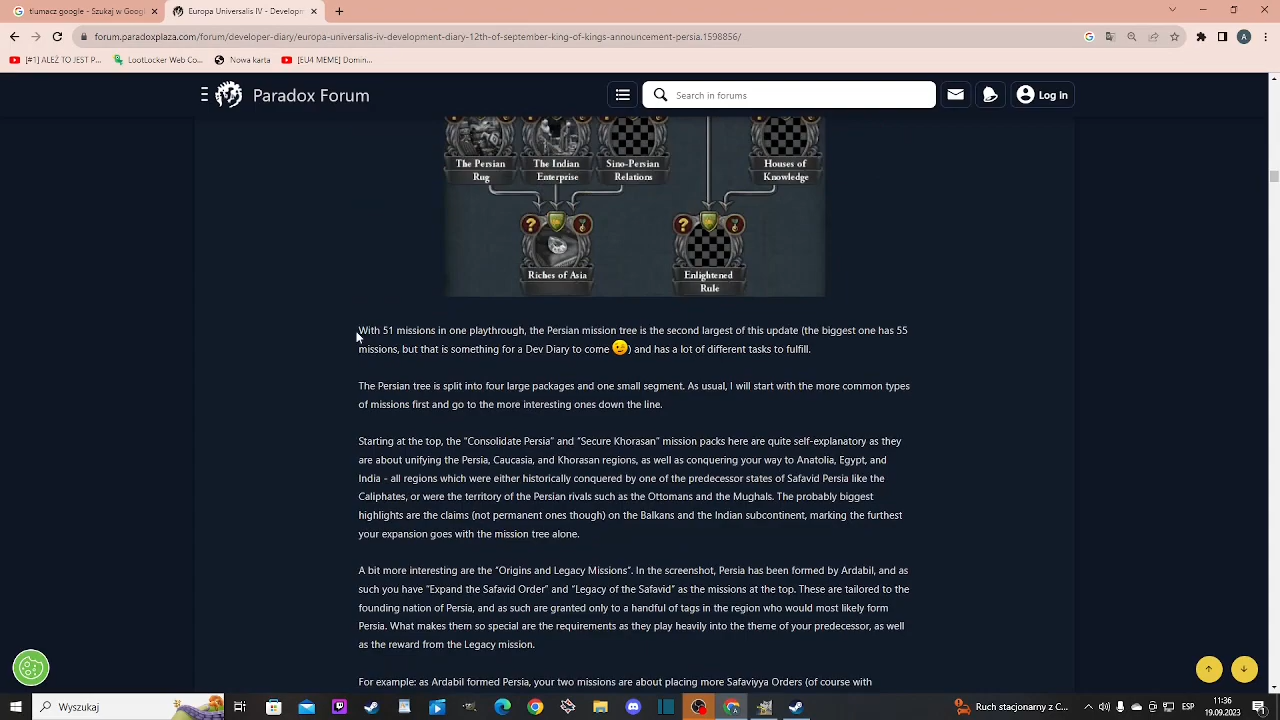 tłumacz google - Szukaj w Googl
Europa Universalis IV - Developm
forum.paradoxplaza.com/forum/developer-diary/europa-universalis-iv-development-diary-12th-of-september-king-of-kings-announcement-persia.1598856/
[#1] ALEŻ TO JEST P...
LootLocker Web Co...
Nowa karta
[EU4 MEME] Domin...
Paradox Forum
Search in forums
Log in
The Persian
Rug
The Indian
Enterprise
Sino-Persian
Relations
Houses of
Knowledge
Riches of Asia
Enlightened
Rule
With 51 missions in one playthrough, the Persian mission tree is the second largest of this update (the biggest one has 55
missions, but that is something for a Dev Diary to come 😉) and has a lot of different tasks to fulfill.
The Persian tree is split into four large packages and one small segment. As usual, I will start with the more common types
of missions first and go to the more interesting ones down the line.
Starting at the top, the “Consolidate Persia” and “Secure Khorasan” mission packs here are quite self-explanatory as they
are about unifying the Persia, Caucasia, and Khorasan regions, as well as conquering your way to Anatolia, Egypt, and
India - all regions which were either historically conquered by one of the predecessor states of Safavid Persia like the
Caliphates, or were the territory of the Persian rivals such as the Ottomans and the Mughals. The probably biggest
highlights are the claims (not permanent ones though) on the Balkans and the Indian subcontinent, marking the furthest
your expansion goes with the mission tree alone.
A bit more interesting are the “Origins and Legacy Missions”. In the screenshot, Persia has been formed by Ardabil, and as
such you have “Expand the Safavid Order” and “Legacy of the Safavid” as the missions at the top. These are tailored to the
founding nation of Persia, and as such are granted only to a handful of tags in the region who would most likely form
Persia. What makes them so special are the requirements as they play heavily into the theme of your predecessor, as well
as the reward from the Legacy mission.
For example: as Ardabil formed Persia, your two missions are about placing more Safaviyya Orders (of course with
Wyszukaj
Ruch stacjonarny z C...
ESP
11:36
19.09.2023